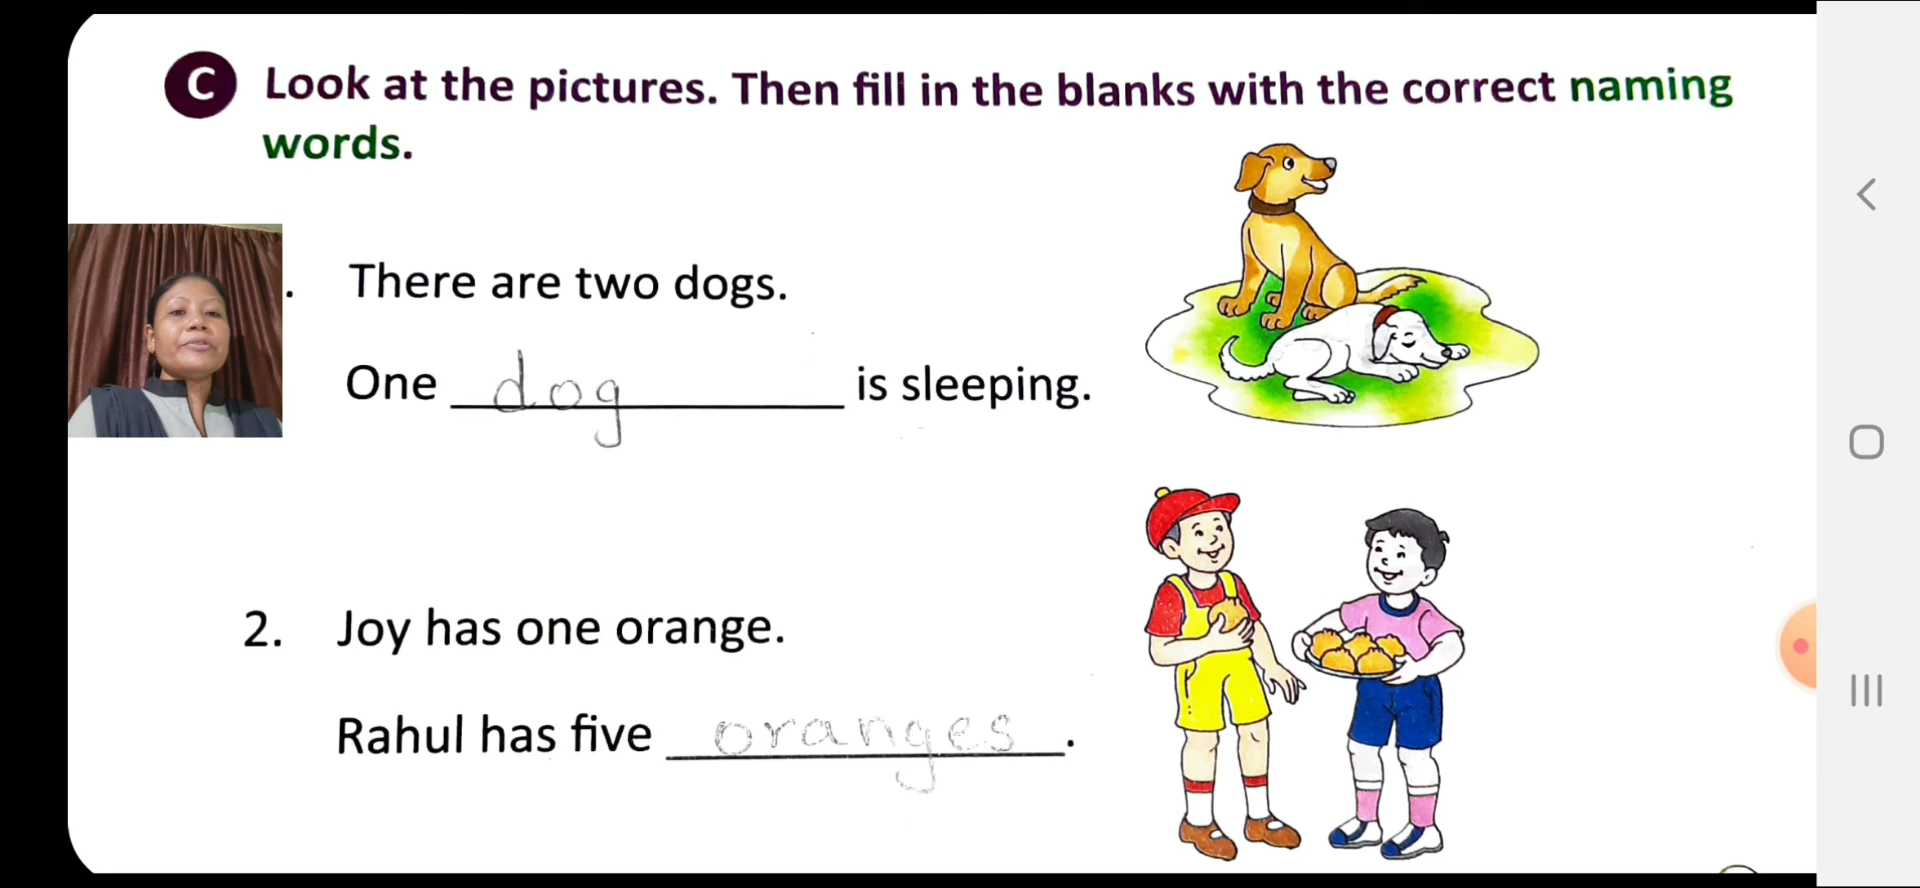 C Look at the pictures. Then fill in the blanks with the correct naming
words.
. There are two dogs.
One dog is sleeping.
2. Joy has one orange.
Rahul has five oranges.